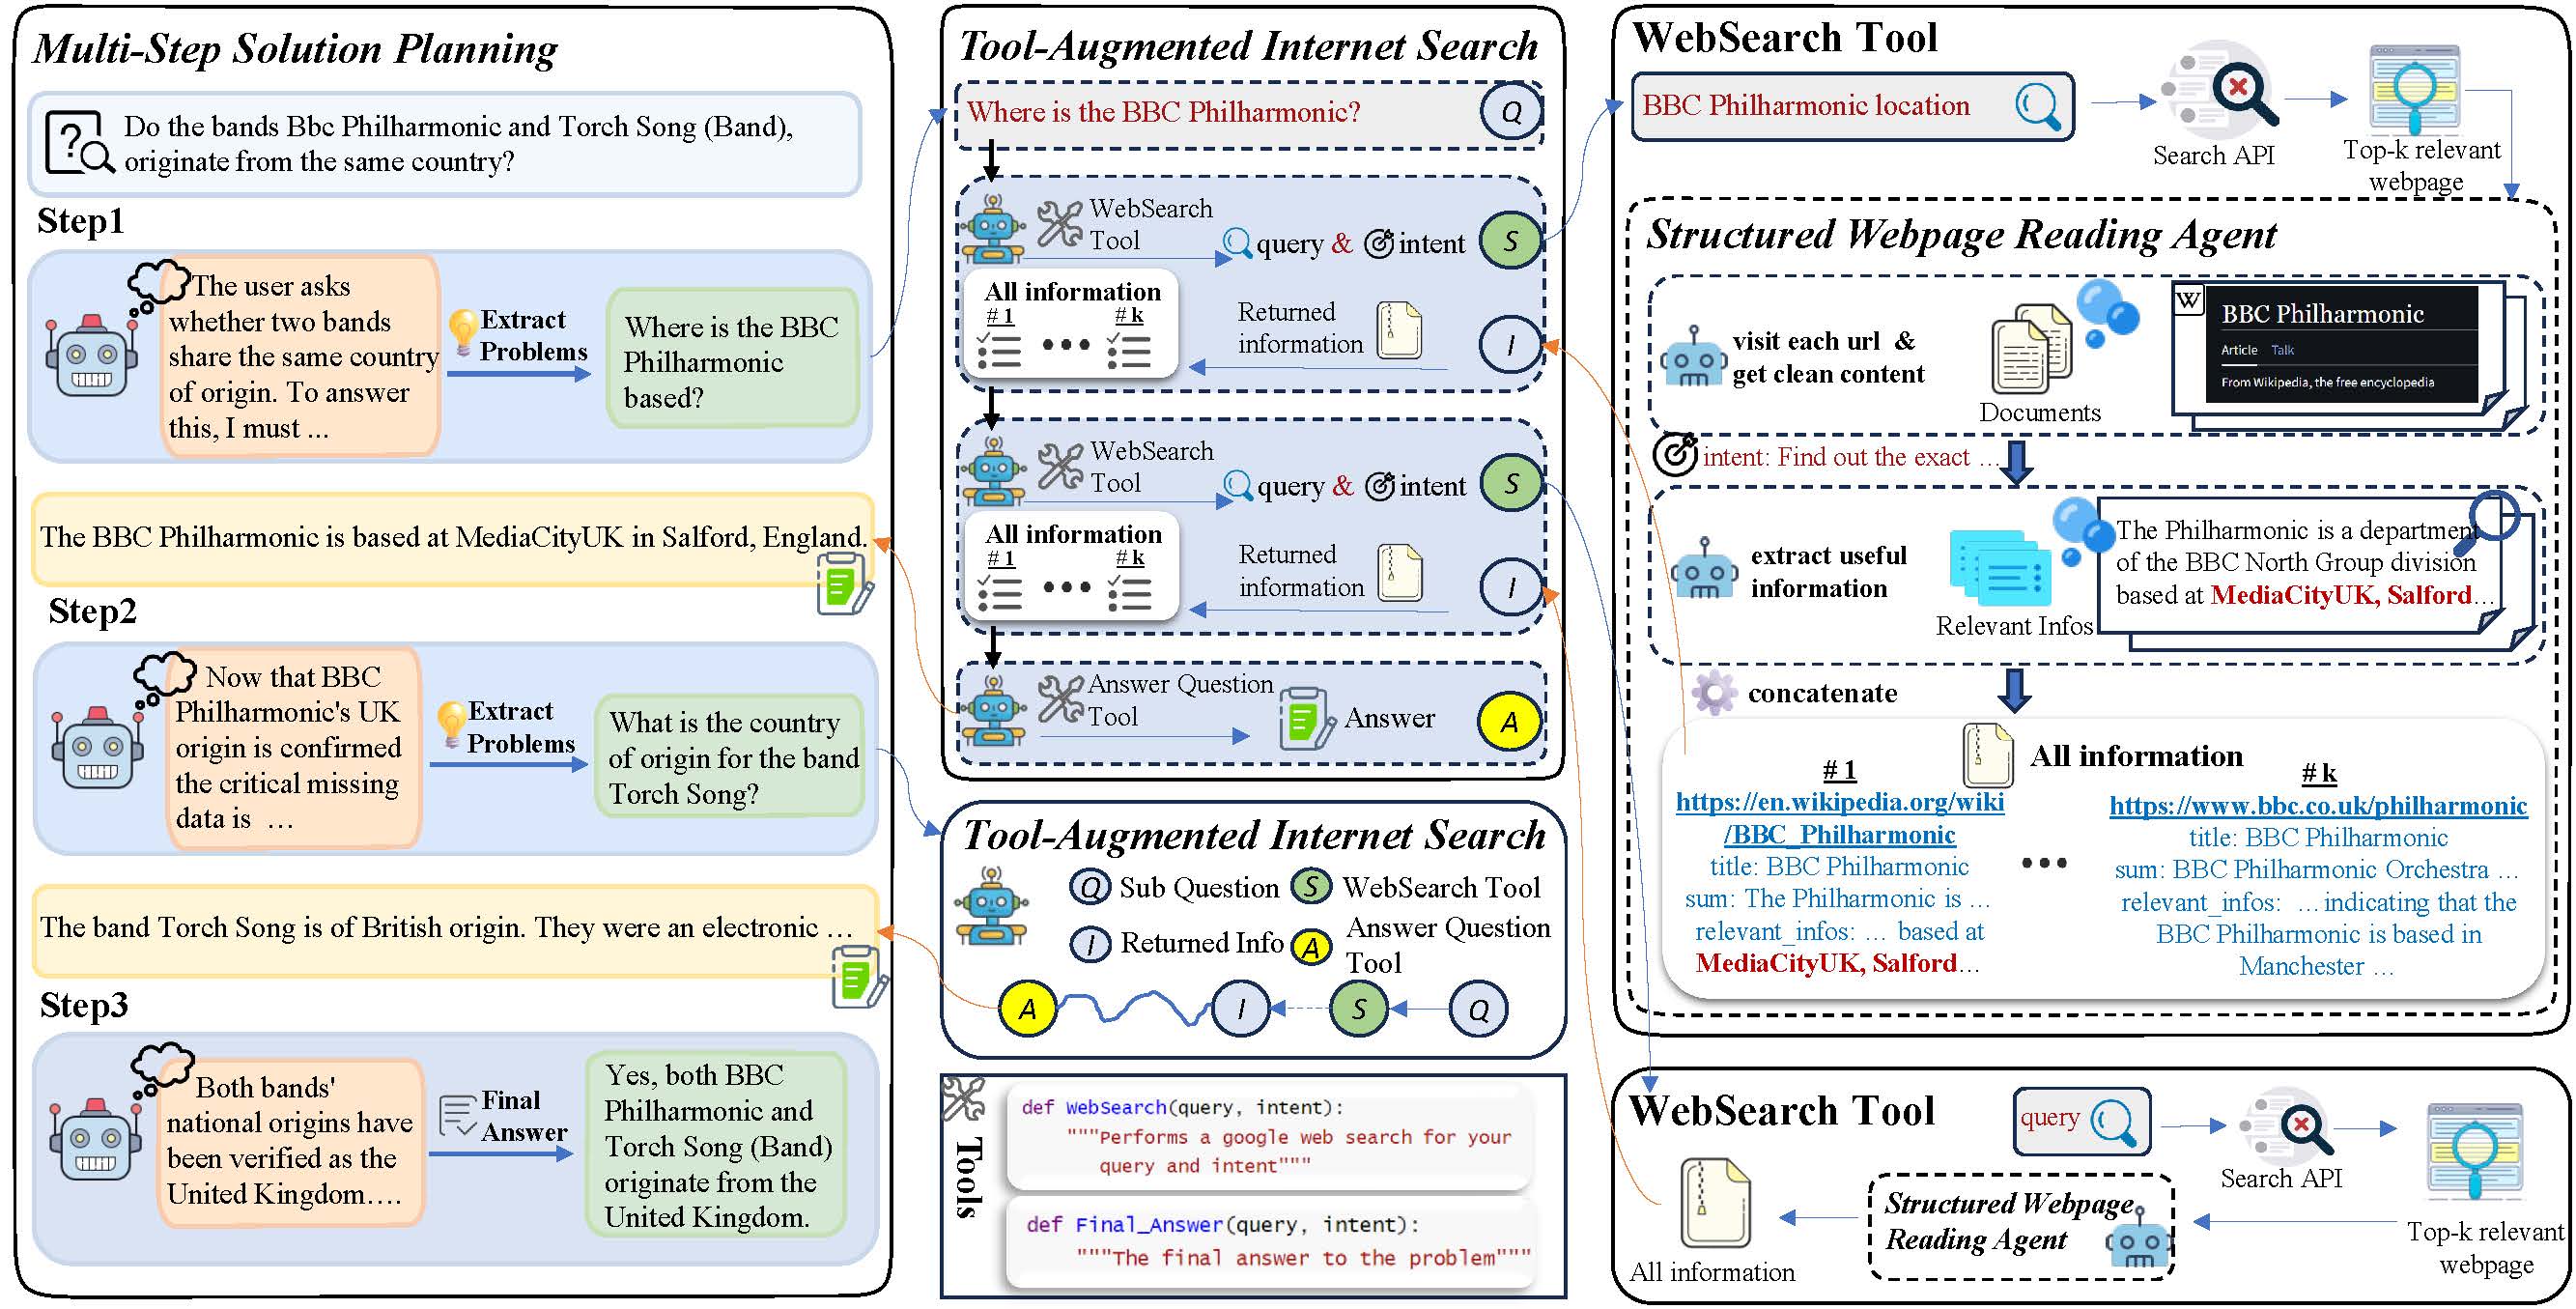 Multi-Step Solution Planning
Do the bands Bbc Philharmonic and Torch Song (Band),
originate from the same country?
Step1
The user asks
whether two bands
share the same country
of origin. To answer
this, I must ...
Extract
Problems
Where is the BBC
Philharmonic
based?
The BBC Philharmonic is based at MediaCityUK in Salford, England.
Step2
Now that BBC
Philharmonic's UK
origin is confirmed
the critical missing
data is …
Extract
Problems
What is the country
of origin for the band
Torch Song?
The band Torch Song is of British origin. They were an electronic …
Step3
Both bands'
national origins have
been verified as the
United Kingdom….
Final
Answer
Yes, both BBC
Philharmonic and
Torch Song (Band)
originate from the
United Kingdom.
Tool-Augmented Internet Search
Where is the BBC Philharmonic?
Q
WebSearch
Tool
query & intent
S
All information
# 1
# k
Returned
information
I
WebSearch
Tool
query & intent
S
All information
# 1
# k
Returned
information
I
Answer Question
Tool
Answer
A
Tool-Augmented Internet Search
Q Sub Question
S WebSearch Tool
I Returned Info
A Answer Question
Tool
A
I
S
Q
Tools
def WebSearch(query, intent):
"""Performs a google web search for your
query and intent"""
def Final_Answer(query, intent):
"""The final answer to the problem"""
WebSearch Tool
BBC Philharmonic location
Search API
Top-k relevant
webpage
Structured Webpage Reading Agent
visit each url &
get clean content
Documents
W
BBC Philharmonic
Article Talk
From Wikipedia, the free encyclopedia
intent: Find out the exact …
extract useful
information
Relevant Infos
The Philharmonic is a department
of the BBC North Group division
based at MediaCityUK, Salford…
concatenate
All information
# 1
https://en.wikipedia.org/wiki
/BBC_Philharmonic
title: BBC Philharmonic
sum: The Philharmonic is …
relevant_infos: … based at
MediaCityUK, Salford…
# k
https://www.bbc.co.uk/philharmonic
title: BBC Philharmonic
sum: BBC Philharmonic Orchestra …
relevant_infos: …indicating that the
BBC Philharmonic is based in
Manchester …
WebSearch Tool
query
Search API
Top-k relevant
webpage
Structured Webpage
Reading Agent
All information